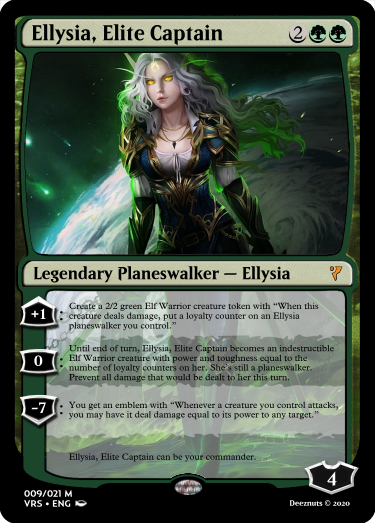 Ellysia, Elite Captain 2
Legendary Planeswalker — Ellysia
+1 : Create a 2/2 green Elf Warrior creature token with “When this
creature deals damage, put a loyalty counter on an Ellysia
planeswalker you control.”
Until end of turn, Ellysia, Elite Captain becomes an indestructible
0 : Elf Warrior creature with power and toughness equal to the
number of loyalty counters on her. She’s still a planeswalker.
Prevent all damage that would be dealt to her this turn.
-7 : You get an emblem with “Whenever a creature you control attacks,
you may have it deal damage equal to its power to any target.”
Ellysia, Elite Captain can be your commander.
4
009/021 M
VRS • ENG
Deeznuts © 2020